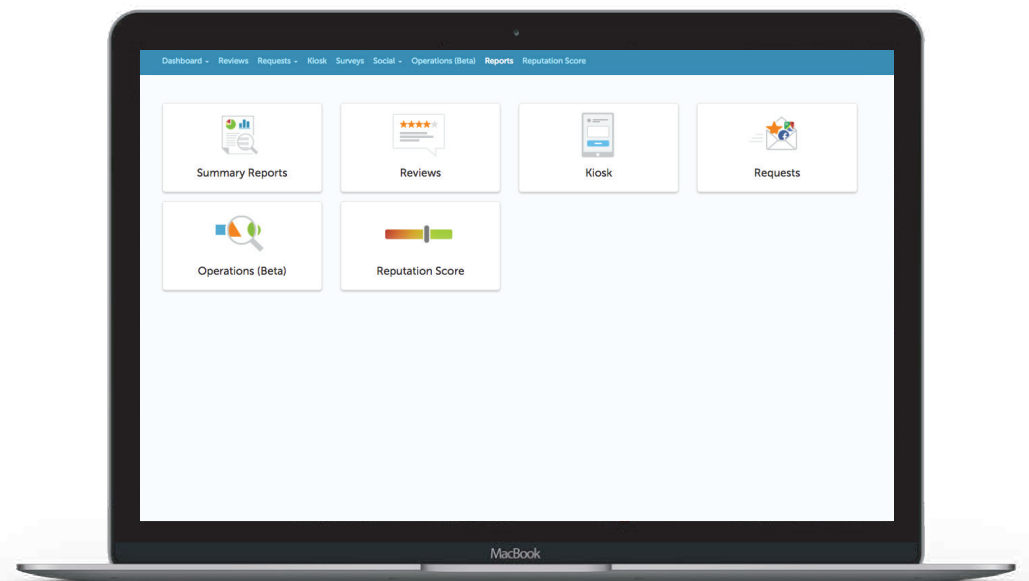 Dashboard Reviews Requests Kiosk Surveys Social Operations (Beta) Reports Reputation Score
Summary Reports Reviews Kiosk Requests
Operations (Beta) Reputation Score
MacBook